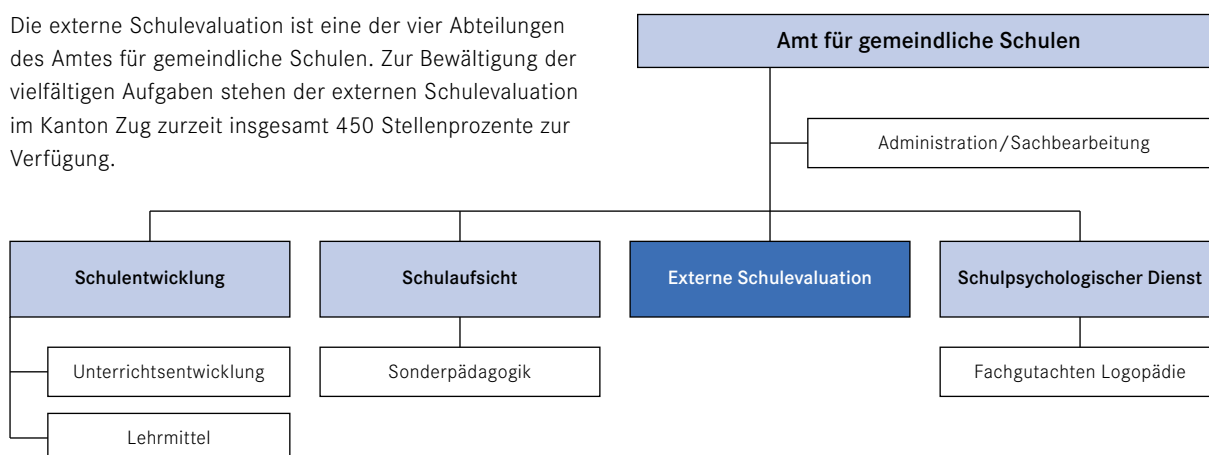 Die externe Schulevaluation ist eine der vier Abteilungen
des Amtes für gemeindliche Schulen. Zur Bewältigung der
vielfältigen Aufgaben stehen der externen Schulevaluation
im Kanton Zug zurzeit insgesamt 450 Stellenprozente zur
Verfügung.
Amt für gemeindliche Schulen
Administration/Sachbearbeitung
Schulentwicklung
Schulaufsicht
Externe Schulevaluation
Schulpsychologischer Dienst
Unterrichtsentwicklung
Sonderpädagogik
Fachgutachten Logopädie
Lehrmittel